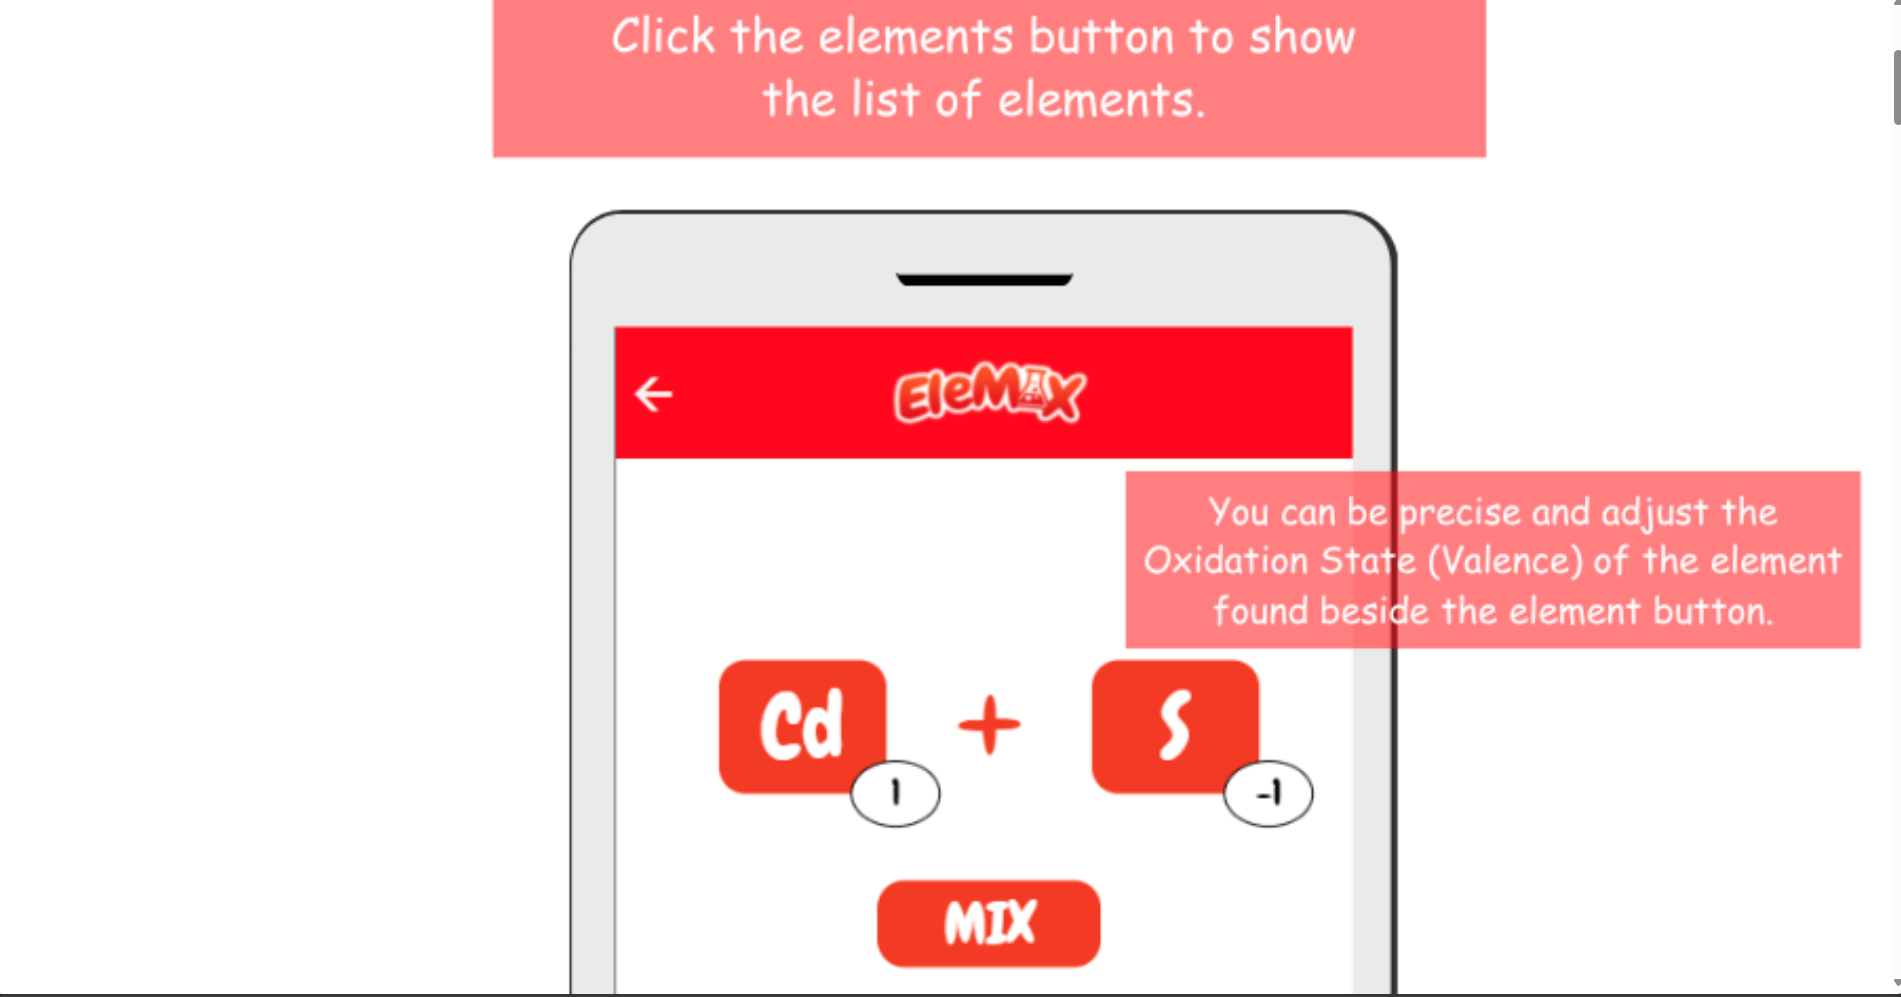 Click the elements button to show
the list of elements.
EleMix
You can be precise and adjust the
Oxidation State (Valence) of the element
found beside the element button.
Cd + S
1 -1
MIX